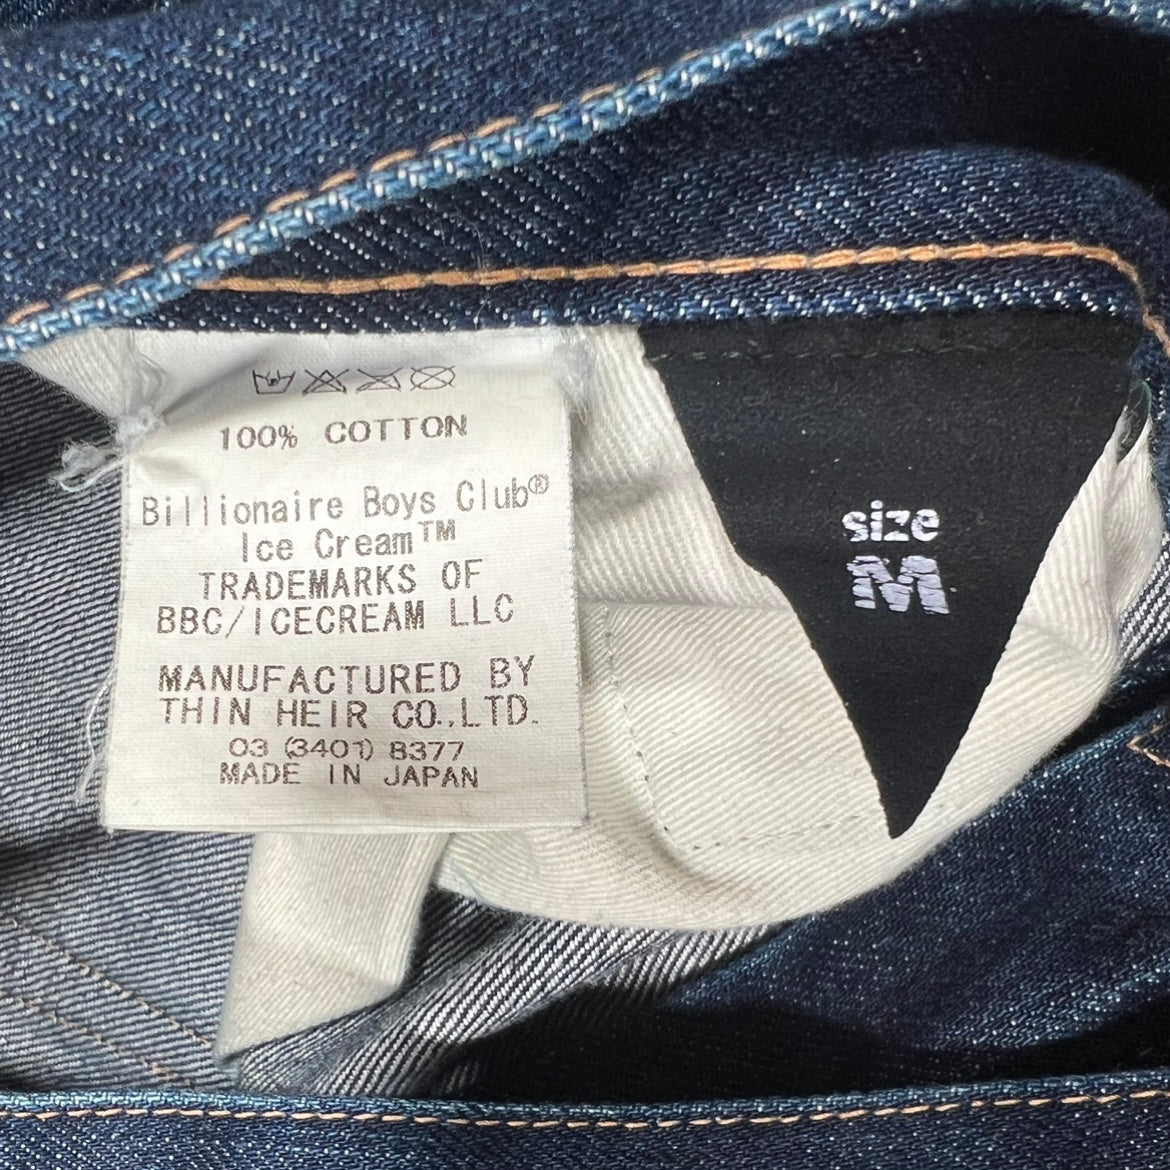 100% COTTON
Billionaire Boys Club®
Ice Cream™
TRADEMARKS OF
BBC/ICECREAM LLC
MANUFACTURED BY
THIN HEIR CO.,LTD.
03 (3401) 8377
MADE IN JAPAN
size
M